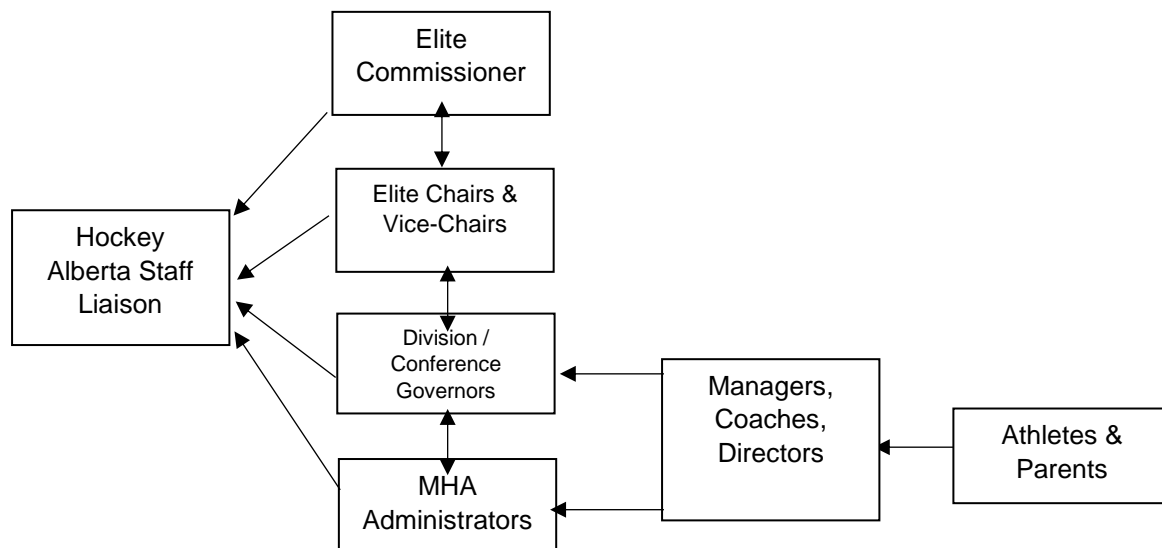 Elite
Commissioner
Elite Chairs &
Vice-Chairs
Hockey
Alberta Staff
Liaison
Division /
Conference
Governors
Managers,
Coaches,
Directors
Athletes &
Parents
MHA
Administrators